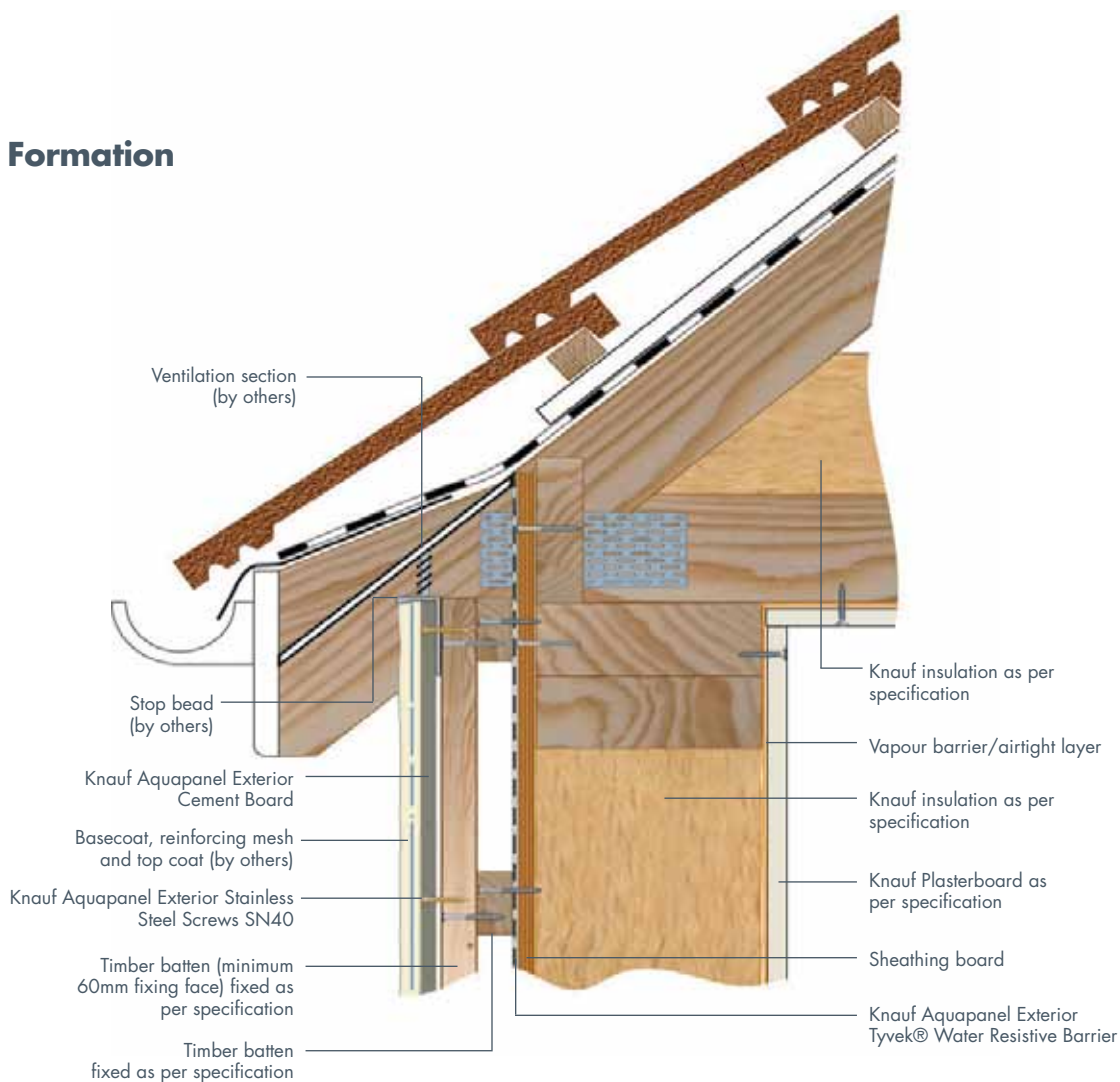 Formation
Ventilation section
(by others)
Stop bead
(by others)
Knauf Aquapanel Exterior
Cement Board
Basecoat, reinforcing mesh
and top coat (by others)
Knauf Aquapanel Exterior Stainless
Steel Screws SN40
Timber batten (minimum
60mm fixing face) fixed as
per specification
Timber batten
fixed as per specification
Knauf insulation as per
specification
Vapour barrier/airtight layer
Knauf insulation as per
specification
Knauf Plasterboard as
per specification
Sheathing board
Knauf Aquapanel Exterior
Tyvek® Water Resistive Barrier